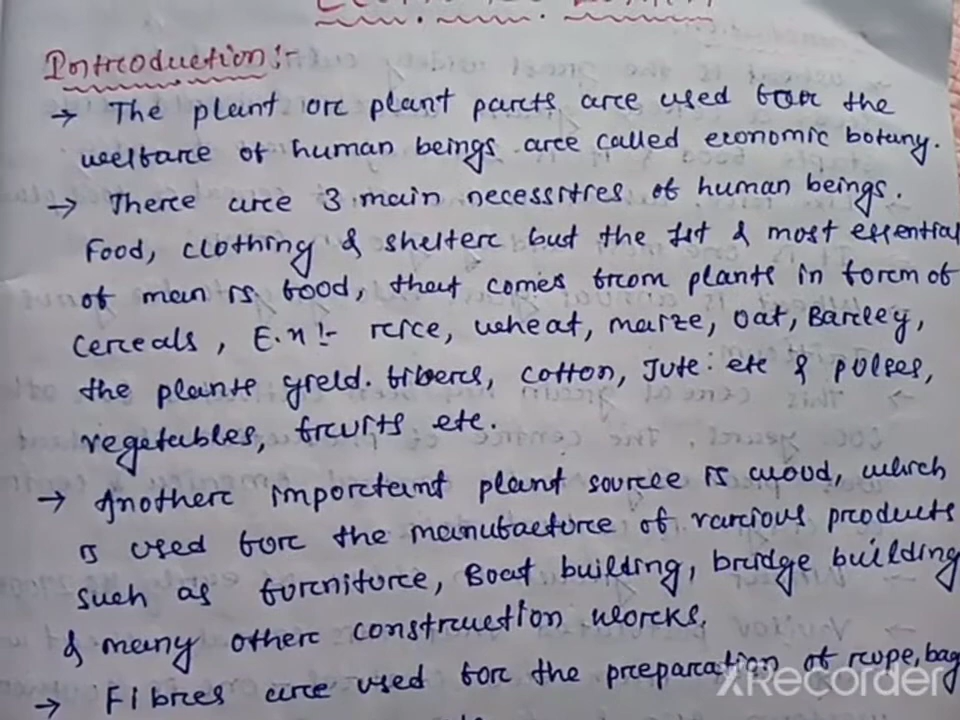 Introduction :-
→ The plant or plant parts are used for the
welfare of human beings are called economic botany.
→ There are 3 main necessities of human beings.
Food, clothing & shelter but the 1st & most essential
of man is food, that comes from plants in form of
cereals, E.x :- rice, wheat, maize, oat, Barley,
the plants yield. fibers, cotton, Jute. etc & pulses,
vegetables, fruits etc.
→ Another important plant source is wood, which
is used for the manufacture of various products
such as furniture, Boat building, bridge building
& many other construction works.
→ Fibres are used for the preparation of rope, bag
XRecorder